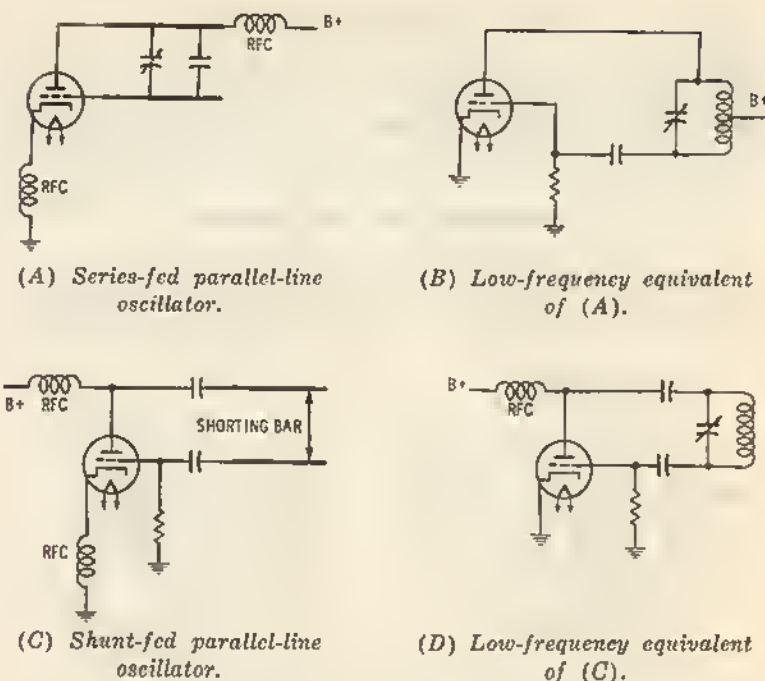 B+
RFC
RFC
(A) Series-fed parallel-line
oscillator.
B+
(B) Low-frequency equivalent
of (A).
B+ RFC
SHORTING BAR
RFC
(C) Shunt-fed parallel-line
oscillator.
B+
RFC
(D) Low-frequency equivalent
of (C).